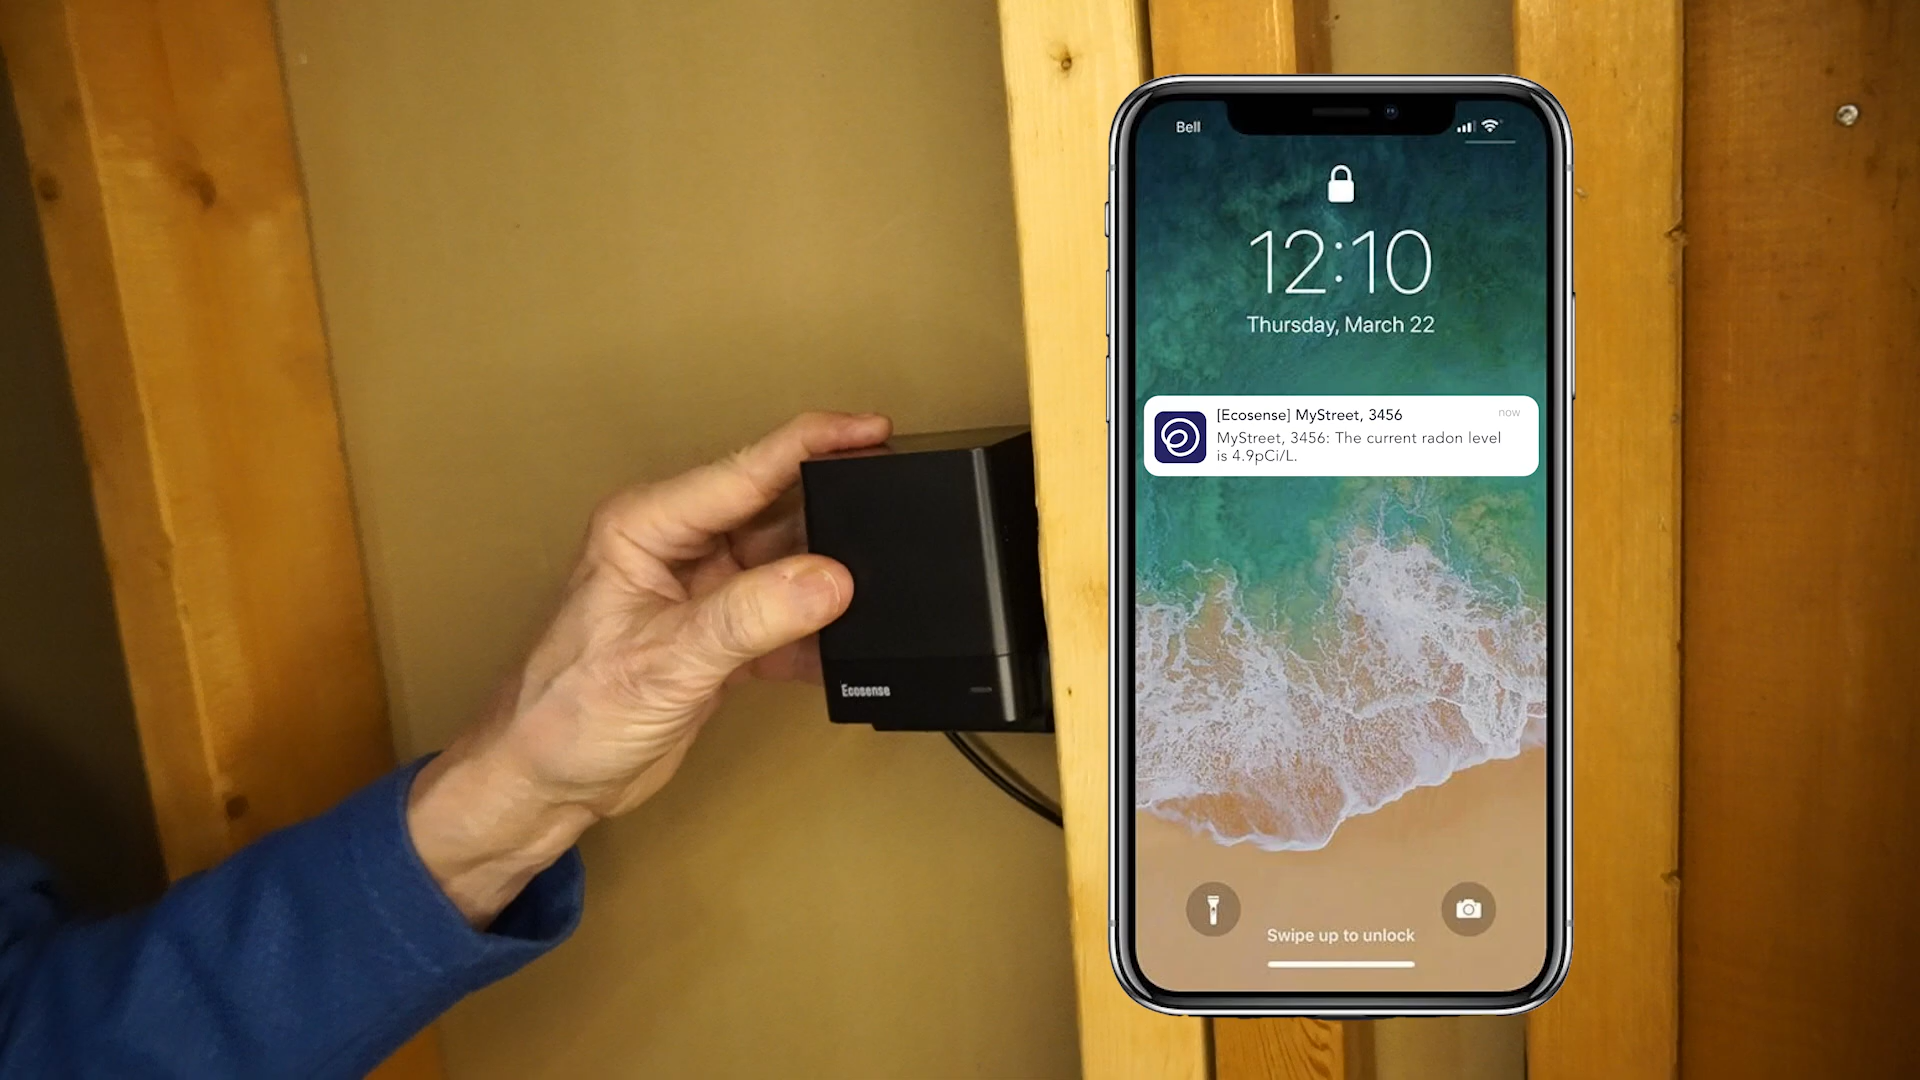 Ecosense
Bell
12:10
Thursday, March 22
[Ecosense] MyStreet, 3456
now
MyStreet, 3456: The current radon level
is 4.9pCi/L.
Swipe up to unlock